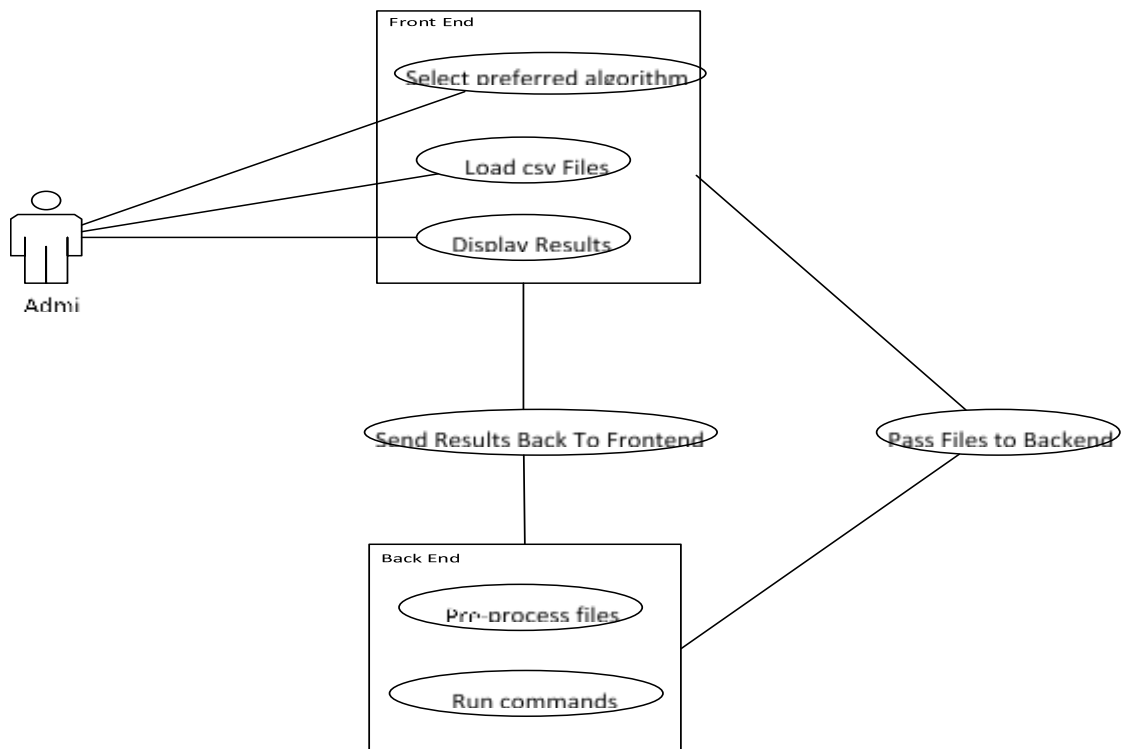 Front End
Select preferred algorithm
Load csv Files
Display Results
Admi
Send Results Back To Frontend
Pass Files to Backend
Back End
Pre-process files
Run commands